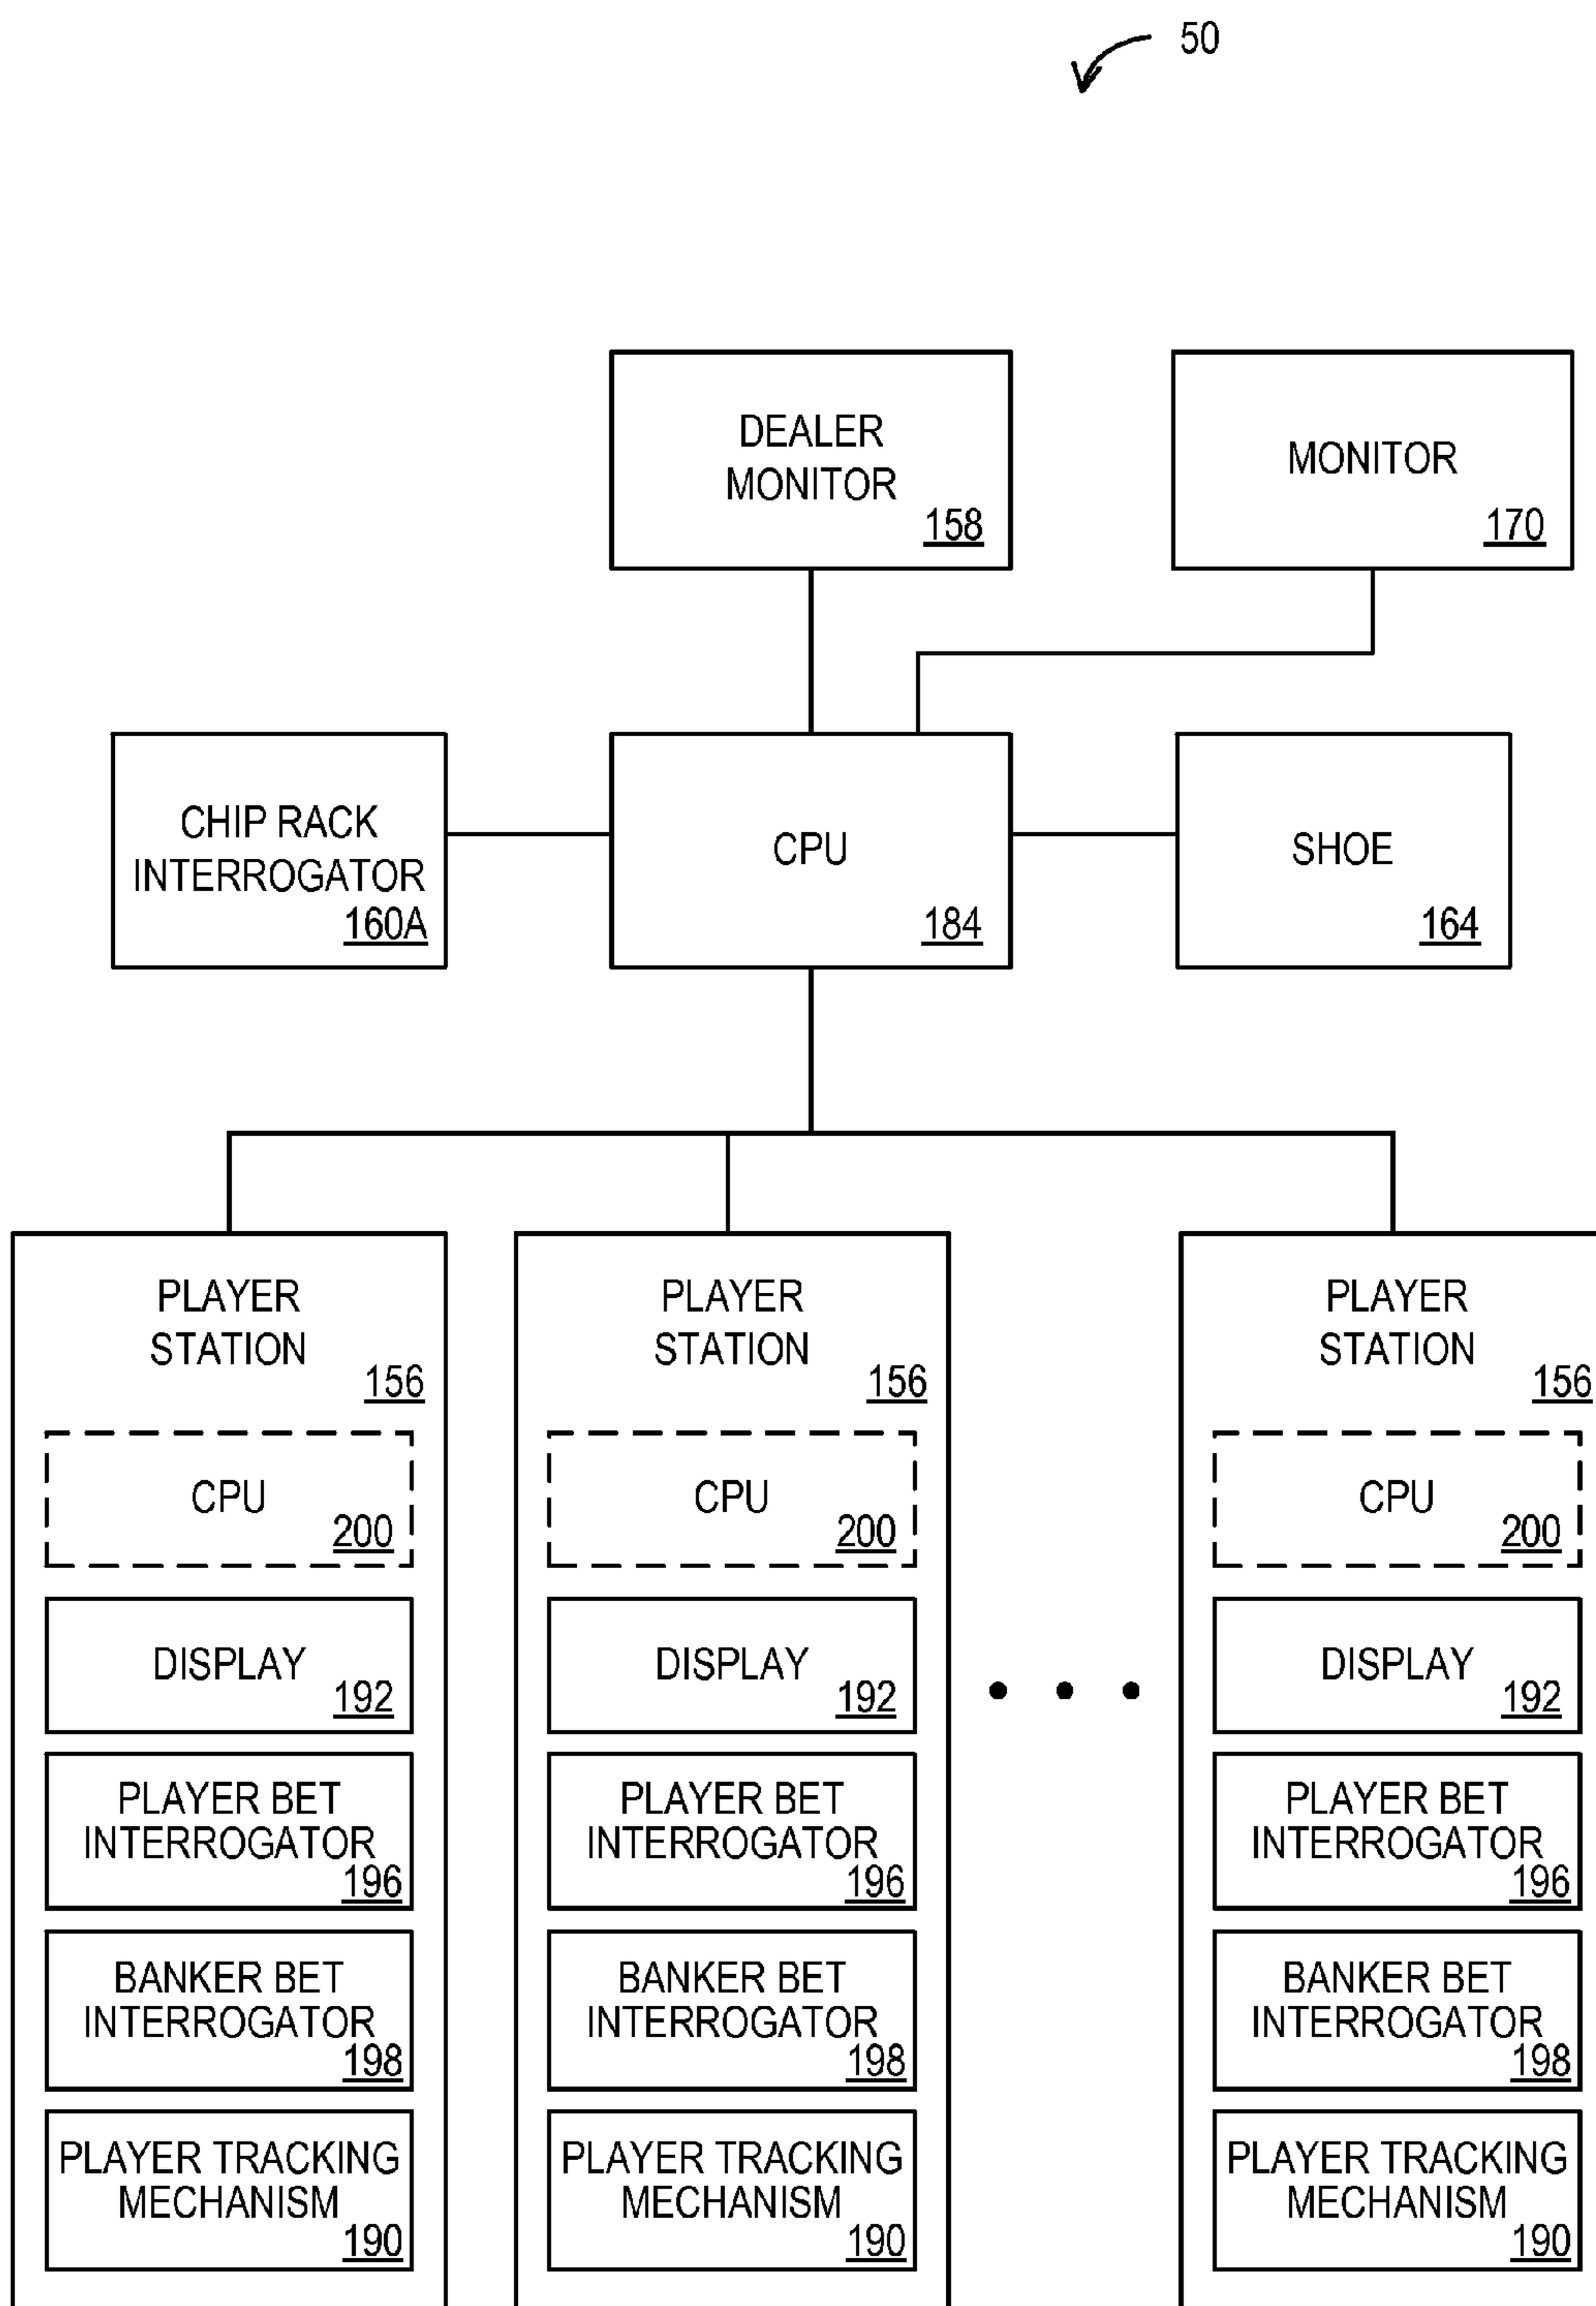 50
DEALER
MONITOR
158
MONITOR
170
CHIP RACK
INTERROGATOR
160A
CPU
184
SHOE
164
PLAYER
STATION
156
CPU
200
DISPLAY
192
PLAYER BET
INTERROGATOR
196
BANKER BET
INTERROGATOR
198
PLAYER TRACKING
MECHANISM
190
PLAYER
STATION
156
CPU
200
DISPLAY
192
PLAYER BET
INTERROGATOR
196
BANKER BET
INTERROGATOR
198
PLAYER TRACKING
MECHANISM
190
PLAYER
STATION
156
CPU
200
DISPLAY
192
PLAYER BET
INTERROGATOR
196
BANKER BET
INTERROGATOR
198
PLAYER TRACKING
MECHANISM
190